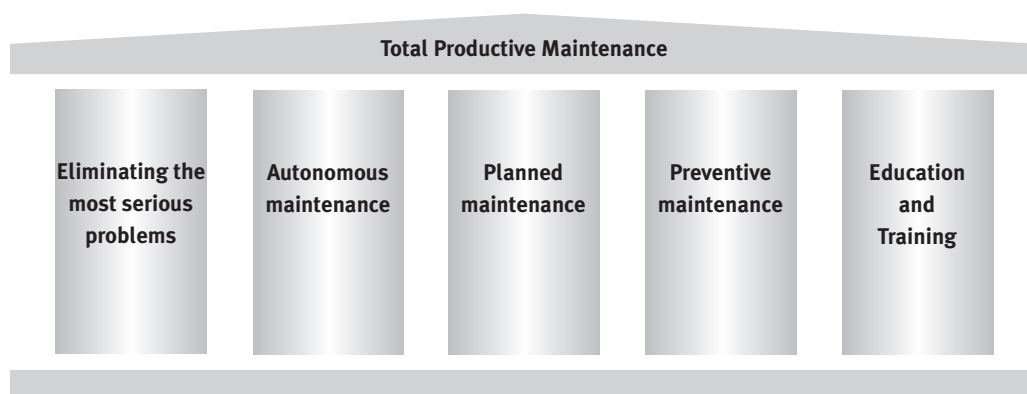 Total Productive Maintenance
Eliminating the
most serious
problems
Autonomous
maintenance
Planned
maintenance
Preventive
maintenance
Education
and
Training